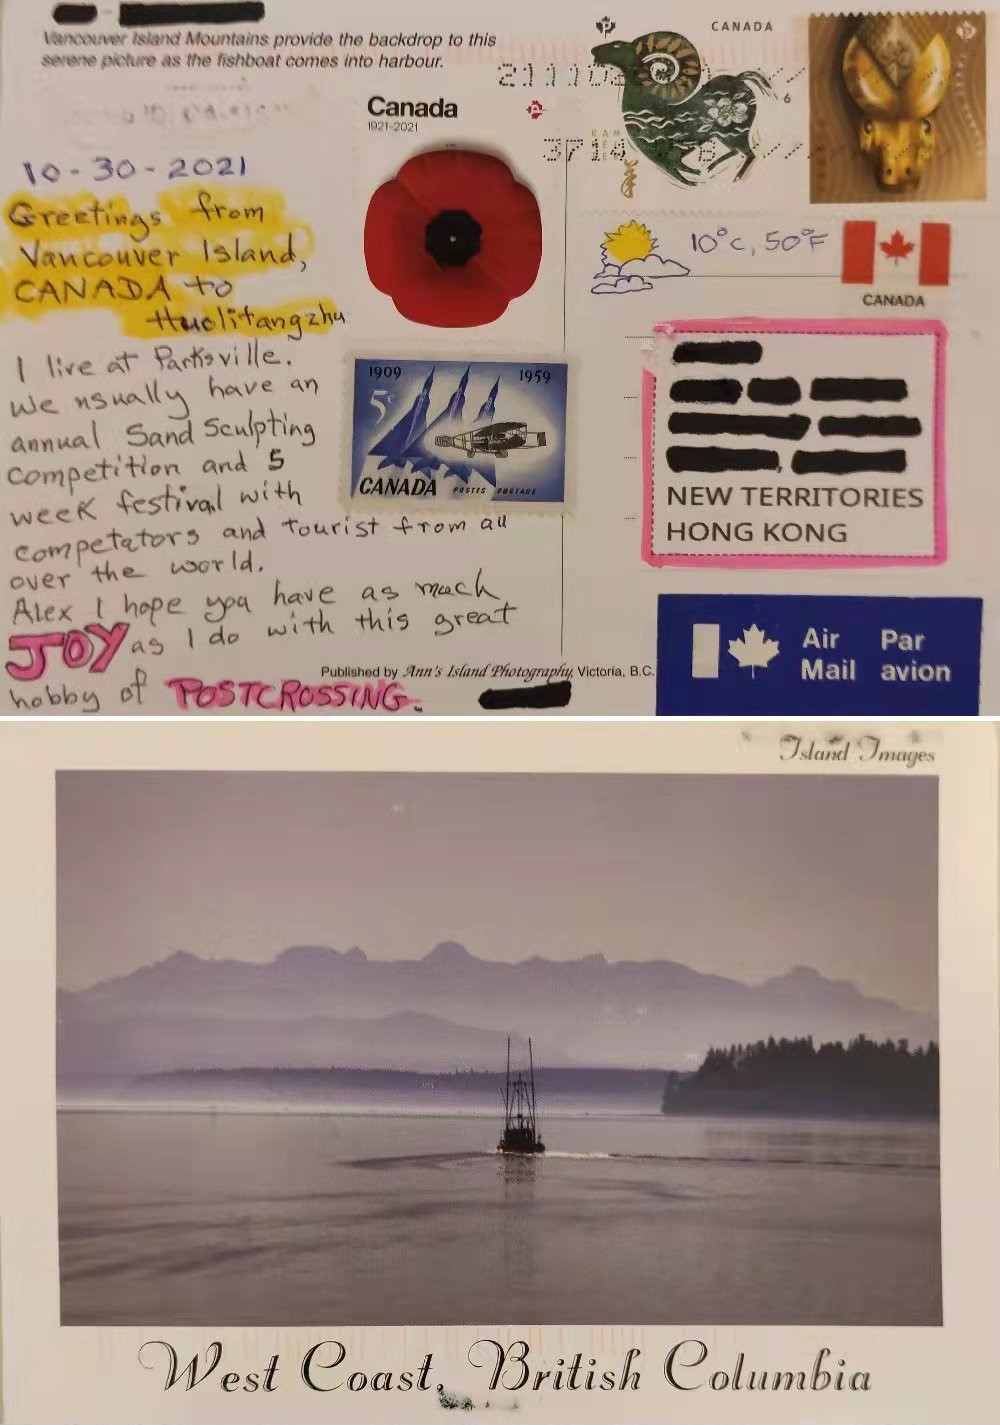 Vancouver Island Mountains provide the backdrop to this
serene picture as the fishboat comes into harbour.
10-30-2021
Greetings from
Vancouver Island,
CANADA to
Huolitangzhu
I live at Parksville.
We usually have an
annual Sand Sculpting
competition and 5
week festival with
competators and tourist from all
over the world.
Alex I hope you have as much
JOY as I do with this great
hobby of POSTCROSSING.
Canada
1921-2021
P
1909
1959
5c
CANADA
POSTES POSTAGE
Published by Ann's Island Photography, Victoria, B.C.
P
CANADA
RAM
6
P
3714
10°C, 50°F
CANADA
NEW TERRITORIES
HONG KONG
Air Par
Mail avion
Island Images
West Coast, British Columbia